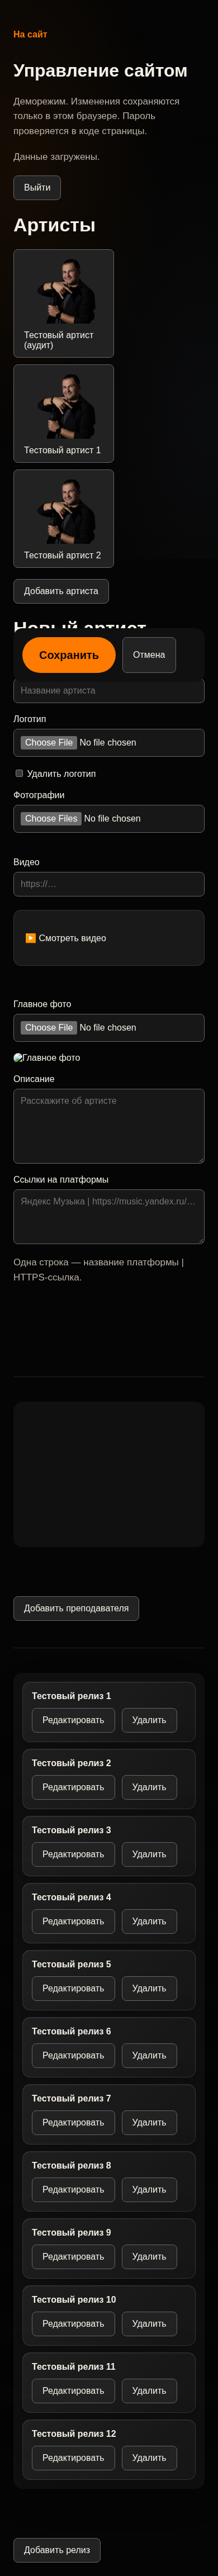 На сайт
Управление сайтом
Деморежим. Изменения сохраняются
только в этом браузере. Пароль
проверяется в коде страницы.
Данные загружены.
Выйти
Артисты
Тестовый артист
(аудит)
Тестовый артист 1
Тестовый артист 2
Добавить артиста
Новый артист
Сохранить
Отмена
Название артиста
Логотип
Choose File No file chosen
Удалить логотип
Фотографии
Choose Files No file chosen
Видео
https://…
▶️ Смотреть видео
Главное фото
Choose File No file chosen
Главное фото
Описание
Расскажите об артисте
Ссылки на платформы
Яндекс Музыка | https://music.yandex.ru/…
Одна строка — название платформы |
HTTPS-ссылка.
Добавить преподавателя
Тестовый релиз 1
Редактировать Удалить
Тестовый релиз 2
Редактировать Удалить
Тестовый релиз 3
Редактировать Удалить
Тестовый релиз 4
Редактировать Удалить
Тестовый релиз 5
Редактировать Удалить
Тестовый релиз 6
Редактировать Удалить
Тестовый релиз 7
Редактировать Удалить
Тестовый релиз 8
Редактировать Удалить
Тестовый релиз 9
Редактировать Удалить
Тестовый релиз 10
Редактировать Удалить
Тестовый релиз 11
Редактировать Удалить
Тестовый релиз 12
Редактировать Удалить
Добавить релиз